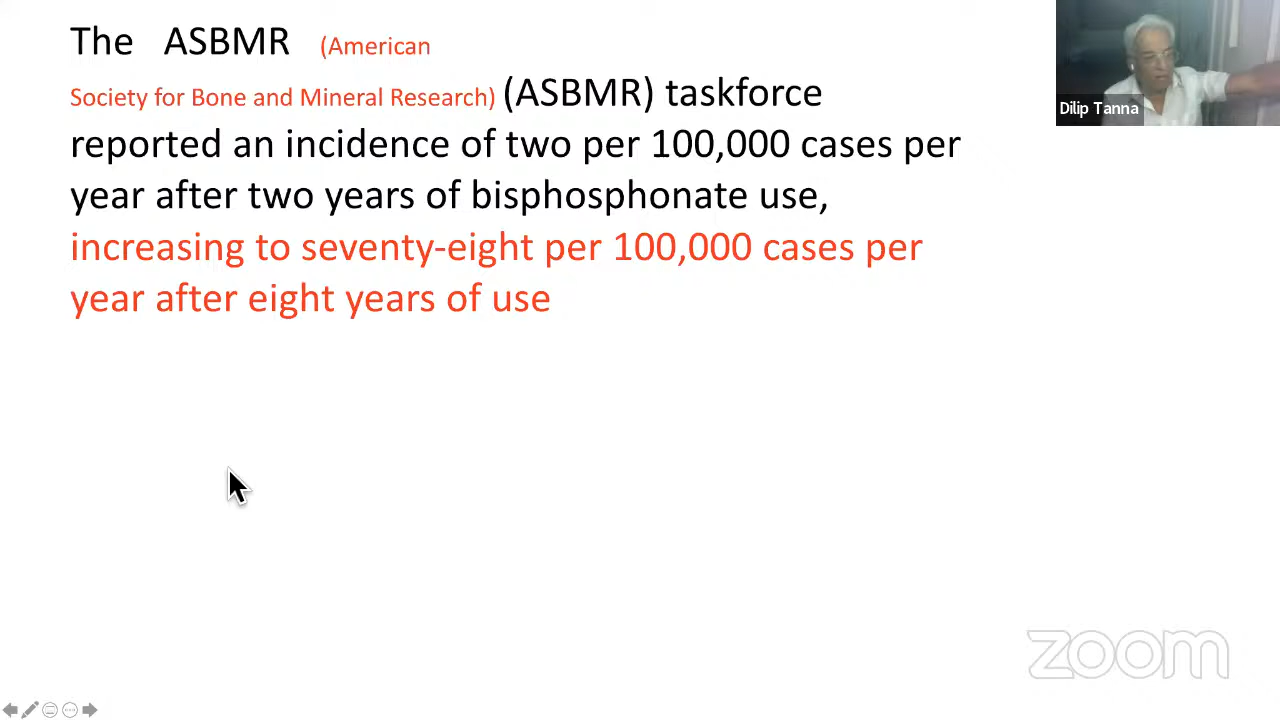 The ASBMR (American
Society for Bone and Mineral Research) (ASBMR) taskforce
reported an incidence of two per 100,000 cases per
year after two years of bisphosphonate use,
increasing to seventy-eight per 100,000 cases per
year after eight years of use
Dilip Tanna
zoom